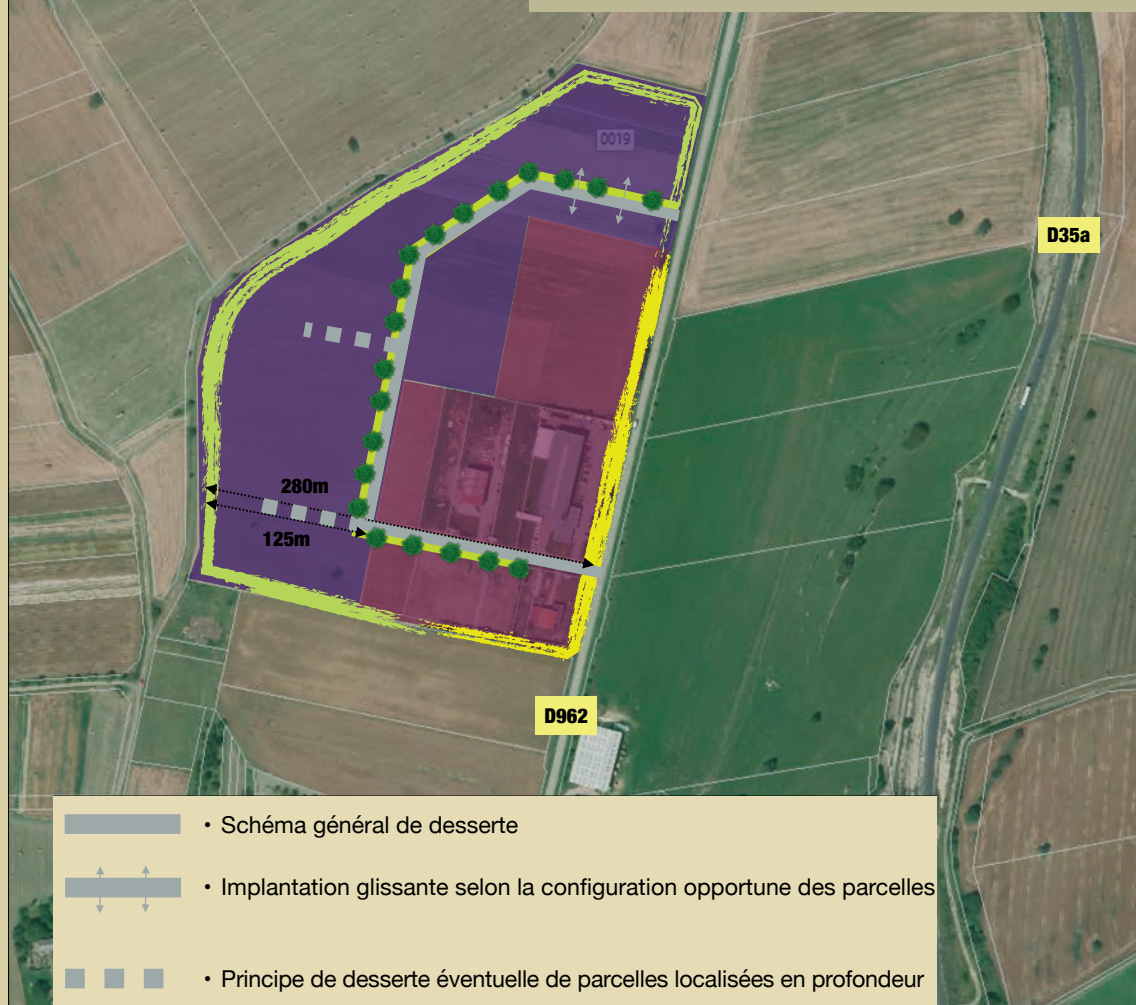 0019
D35a
280m
125m
D962
• Schéma général de desserte
• Implantation glissante selon la configuration opportune des parcelles
• Principe de desserte éventuelle de parcelles localisées en profondeur